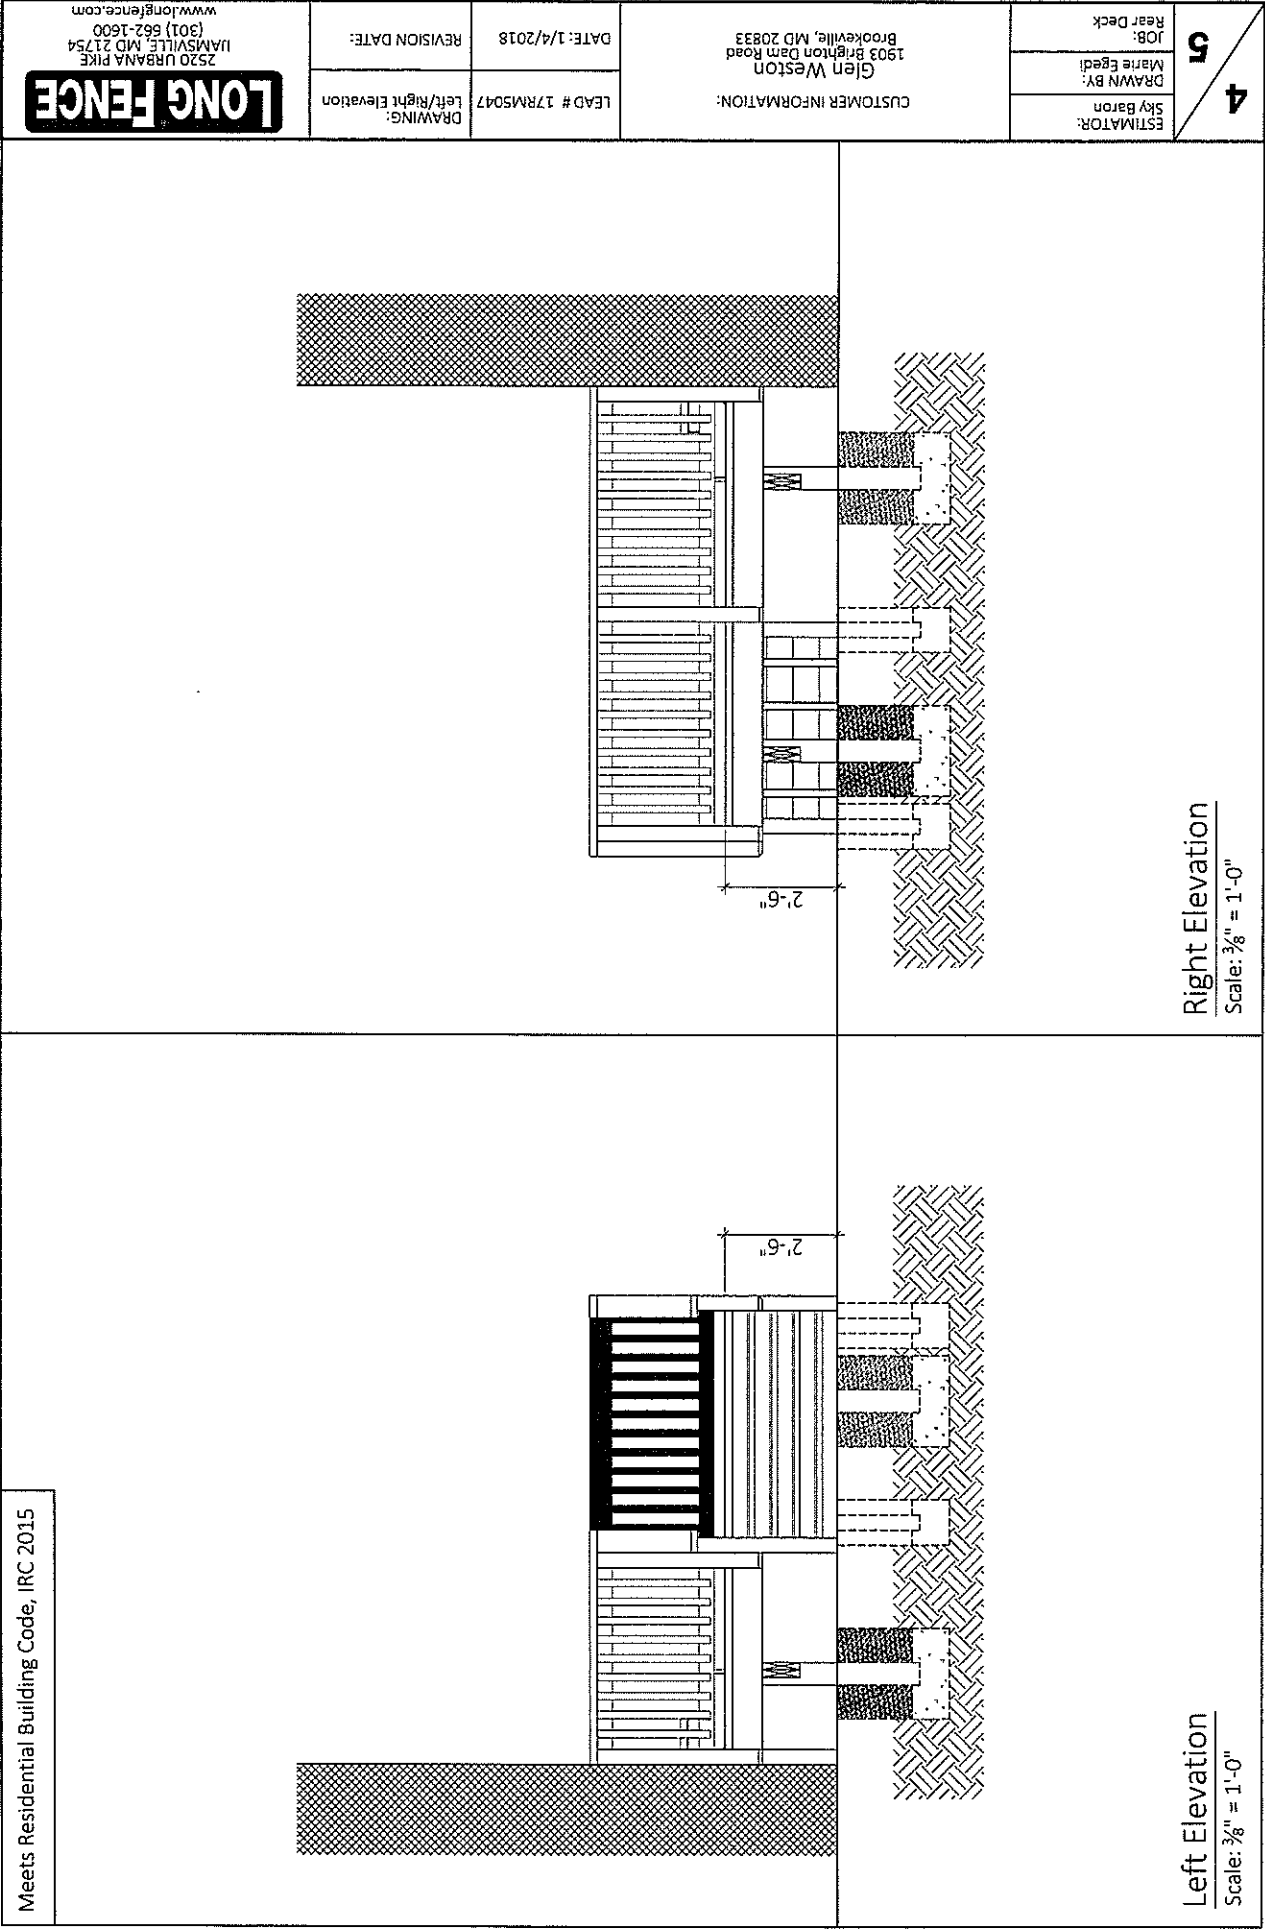 Meets Residential Building Code, IRC 2015
2'-6"
2'-6"
Left Elevation
Scale: ⅜" = 1'-0"
Right Elevation
Scale: ⅜" = 1'-0"
LONG FENCE
2520 URBANA PIKE
IJAMSVILLE, MD 21754
(301) 662-1600
www.longfence.com
DRAWING:
Left/Right Elevation
REVISION DATE:
LEAD # 17RM5047
DATE: 1/4/2018
CUSTOMER INFORMATION:
Glen Weston
1903 Brighton Dam Road
Brookeville, MD 20833
ESTIMATOR:
Sky Baron
DRAWN BY:
Marie Egedi
JOB:
Rear Deck
4
5